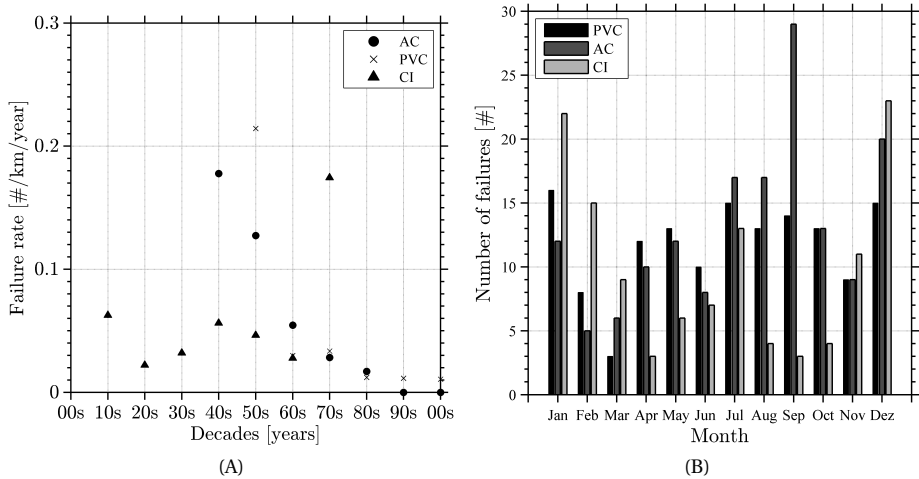 0.3
0.2
0.1
0
Failure rate [#/km/year]
AC
PVC
CI
00s 10s 20s 30s 40s 50s 60s 70s 80s 90s 00s
Decades [years]
(A)
30
25
20
15
10
5
0
Number of failures [#]
PVC
AC
CI
Jan Feb Mar Apr May Jun Jul Aug Sep Oct Nov Dez
Month
(B)